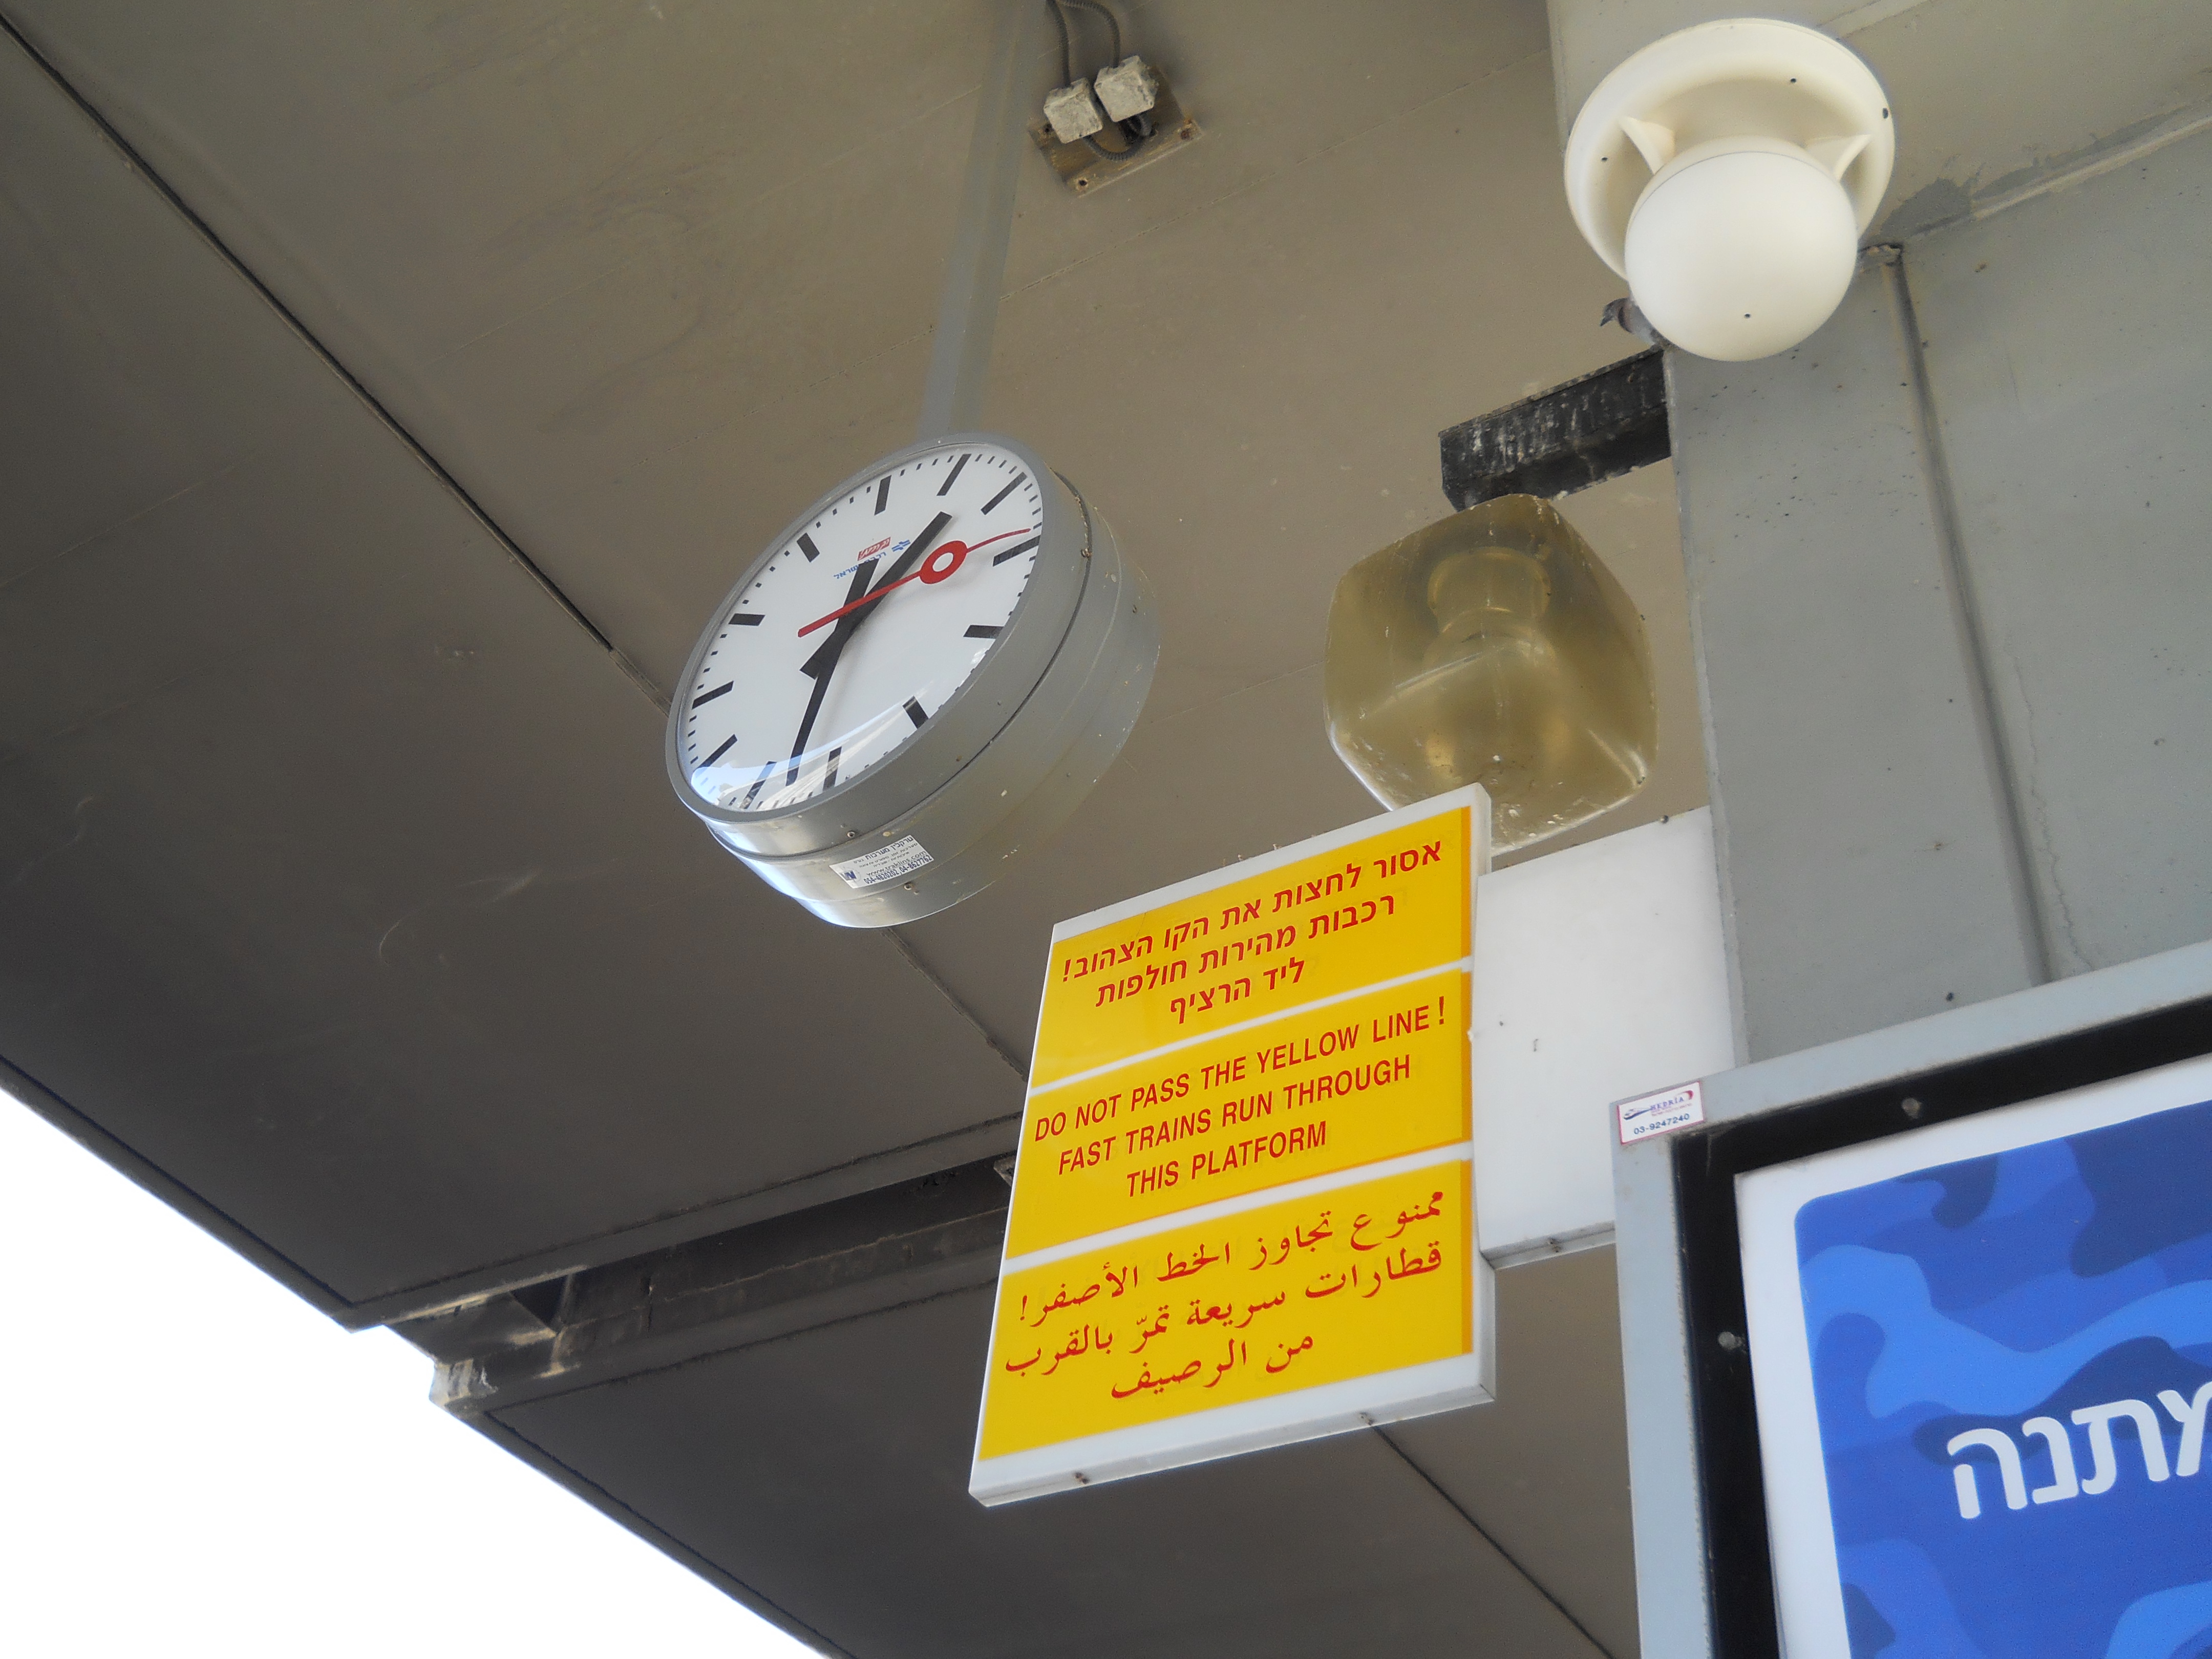 אסור לחצות את הקו הצהוב!
רכבות מהירות חולפות
ליד הרציף
DO NOT PASS THE YELLOW LINE!
FAST TRAINS RUN THROUGH
THIS PLATFORM
ممنوع تجاوز الخط الأصفر!
قطارات سريعة تمرّ بالقرب
من الرصيف
03-9247240
מתנה